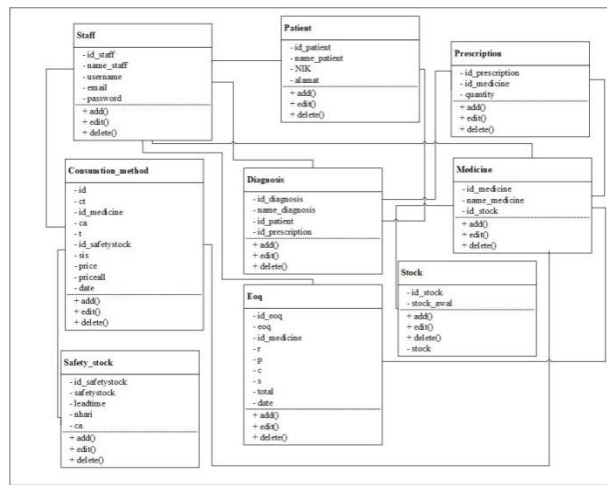 Staff
- id_staff
- name_staff
- username
- email
- password
+ add()
+ edit()
+ delete()
Patient
- id_patient
- name_patient
- NIK
- alamat
+ add()
+ edit()
+ delete()
Prescription
- id_prescription
- id_medicine
- quantity
+ add()
+ edit()
+ delete()
Consumtion_method
- id
- ct
- id_medicine
- ca
- t
- id_safetystock
- sis
- price
- priceall
- date
+ add()
+ edit()
+ delete()
Diagnosis
- id_diagnosis
- name_diagnosis
- id_patient
- id_prescription
+ add()
+ edit()
+ delete()
Medicine
- id_medicine
- name_medicine
- id_stock
+ add()
+ edit()
+ delete()
Stock
- id_stock
- stock_awal
+ add()
+ edit()
+ delete()
- stock
Eoq
- id_eoq
- eoq
- id_medicine
- r
- p
- c
- s
- total
- date
+ add()
+ edit()
+ delete()
Safety_stock
- id_safetystock
- safetystock
- leadtime
- nhari
- ca
+ add()
+ edit()
+ delete()